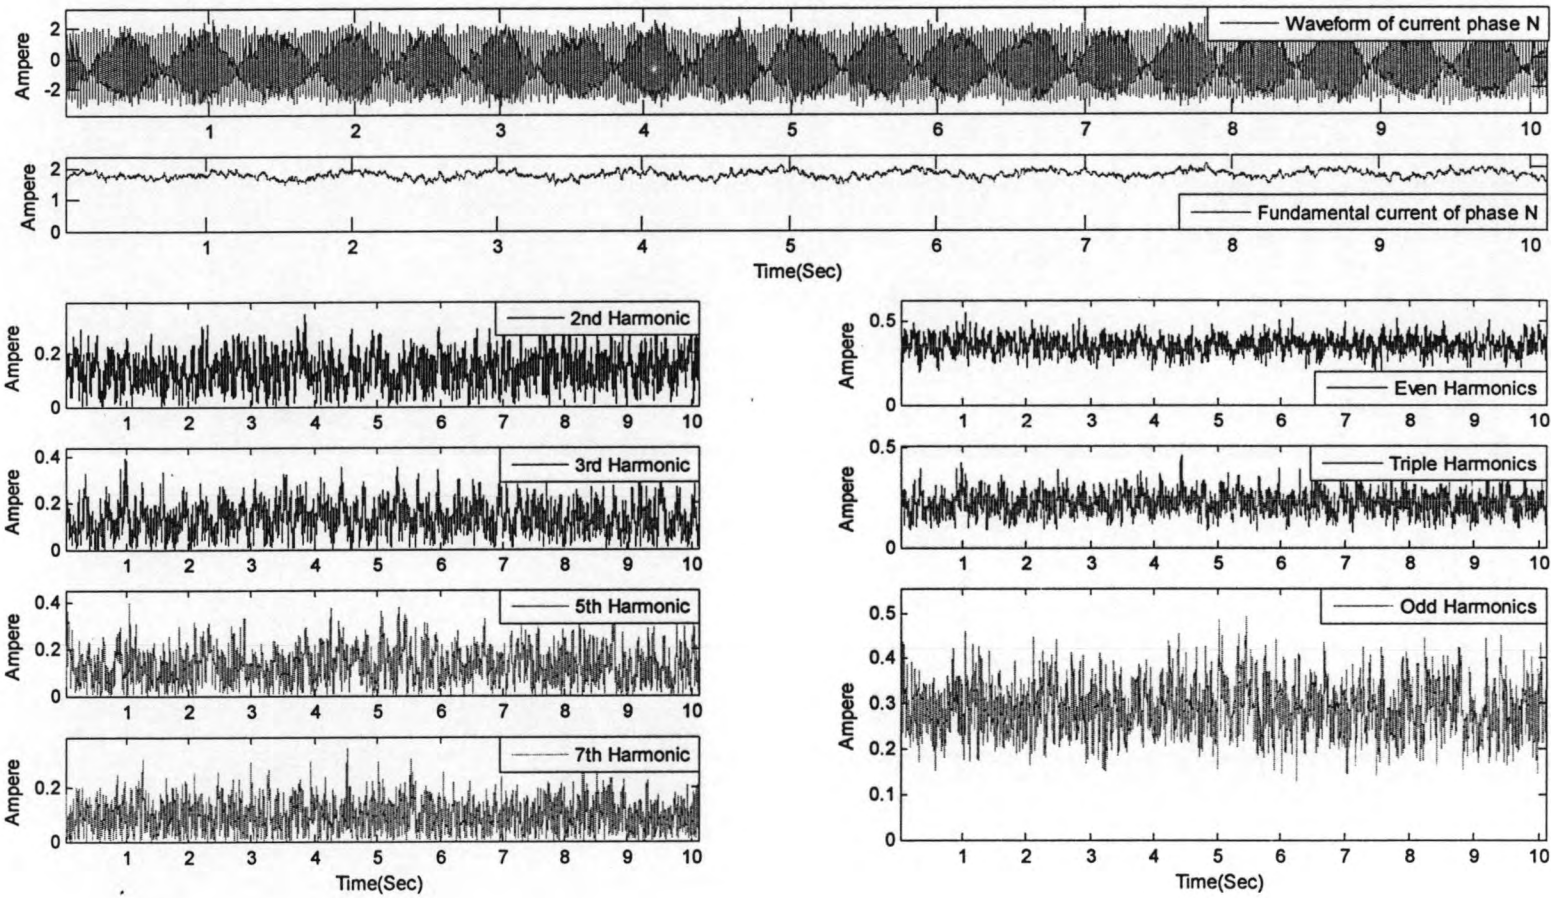 Ampere
2
0
-2
Waveform of current phase N
1 2 3 4 5 6 7 8 9 10
Ampere
2
1
0
Fundamental current of phase N
1 2 3 4 5 6 7 8 9 10
Time(Sec)
Ampere
0.2
0
2nd Harmonic
1 2 3 4 5 6 7 8 9 10
Ampere
0.4
0.2
0
3rd Harmonic
1 2 3 4 5 6 7 8 9 10
Ampere
0.4
0.2
0
5th Harmonic
1 2 3 4 5 6 7 8 9 10
Ampere
0.2
0
7th Harmonic
1 2 3 4 5 6 7 8 9 10
Time(Sec)
Ampere
0.5
0
Even Harmonics
1 2 3 4 5 6 7 8 9 10
Ampere
0.5
0
Triple Harmonics
1 2 3 4 5 6 7 8 9 10
Ampere
0.5
0.4
0.3
0.2
0.1
0
Odd Harmonics
1 2 3 4 5 6 7 8 9 10
Time(Sec)